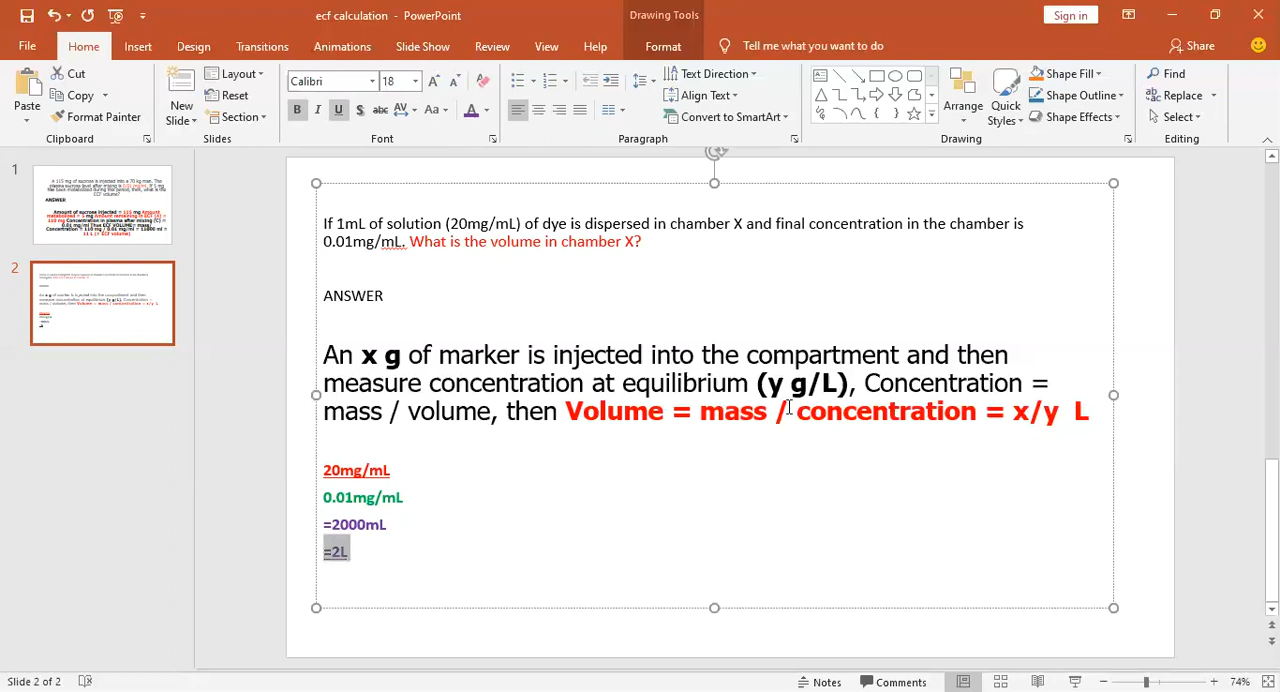 ecf calculation - PowerPoint
Drawing Tools
Sign in
File Home Insert Design Transitions Animations Slide Show Review View Help Format Tell me what you want to do Share
Paste
Cut
Copy
Format Painter
Clipboard
New Slide
Layout
Reset
Section
Slides
Calibri 18
B I U S abc AV Aa A
Font
Text Direction
Align Text
Convert to SmartArt
Paragraph
Arrange
Quick Styles
Shape Fill
Shape Outline
Shape Effects
Drawing
Find
Replace
Select
Editing
1
ANSWER
2
If 1mL of solution (20mg/mL) of dye is dispersed in chamber X and final concentration in the chamber is
0.01mg/mL. What is the volume in chamber X?
ANSWER
An x g of marker is injected into the compartment and then
measure concentration at equilibrium (y g/L), Concentration =
mass / volume, then Volume = mass / concentration = x/y L
20mg/mL
0.01mg/mL
=2000mL
=2L
Slide 2 of 2
Notes
Comments
74%